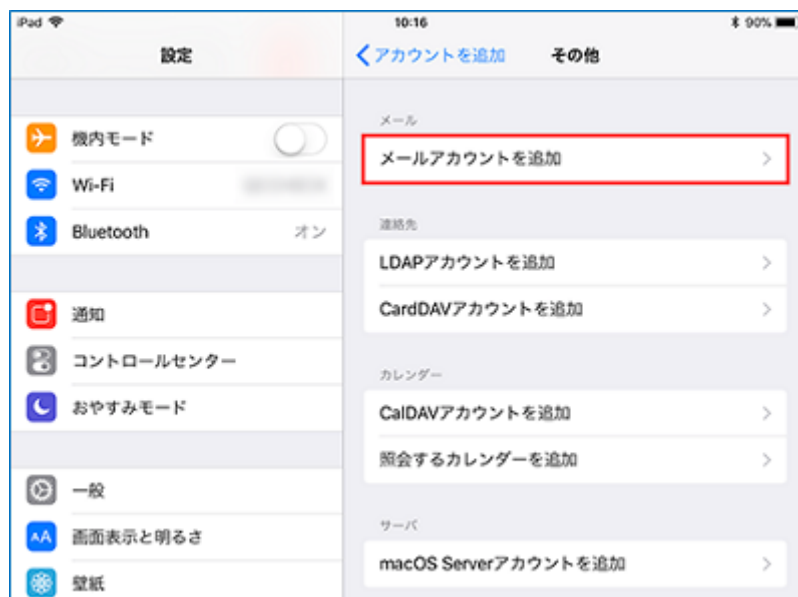 iPad
10:16
90%
設定
アカウントを追加
その他
機内モード
Wi-Fi
Bluetooth
オン
通知
コントロールセンター
おやすみモード
一般
AA
画面表示と明るさ
壁紙
メール
メールアカウントを追加
連絡先
LDAPアカウントを追加
CardDAVアカウントを追加
カレンダー
CalDAVアカウントを追加
照会するカレンダーを追加
サーバ
macOS Serverアカウントを追加